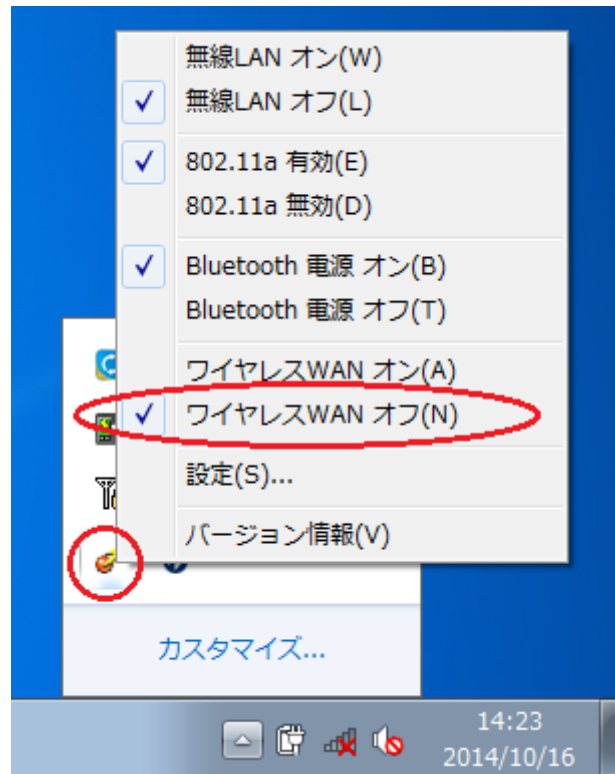 無線LAN オン(W)
無線LAN オフ(L)
802.11a 有効(E)
802.11a 無効(D)
Bluetooth 電源 オン(B)
Bluetooth 電源 オフ(T)
ワイヤレスWAN オン(A)
ワイヤレスWAN オフ(N)
設定(S)...
バージョン情報(V)
カスタマイズ...
14:23
2014/10/16